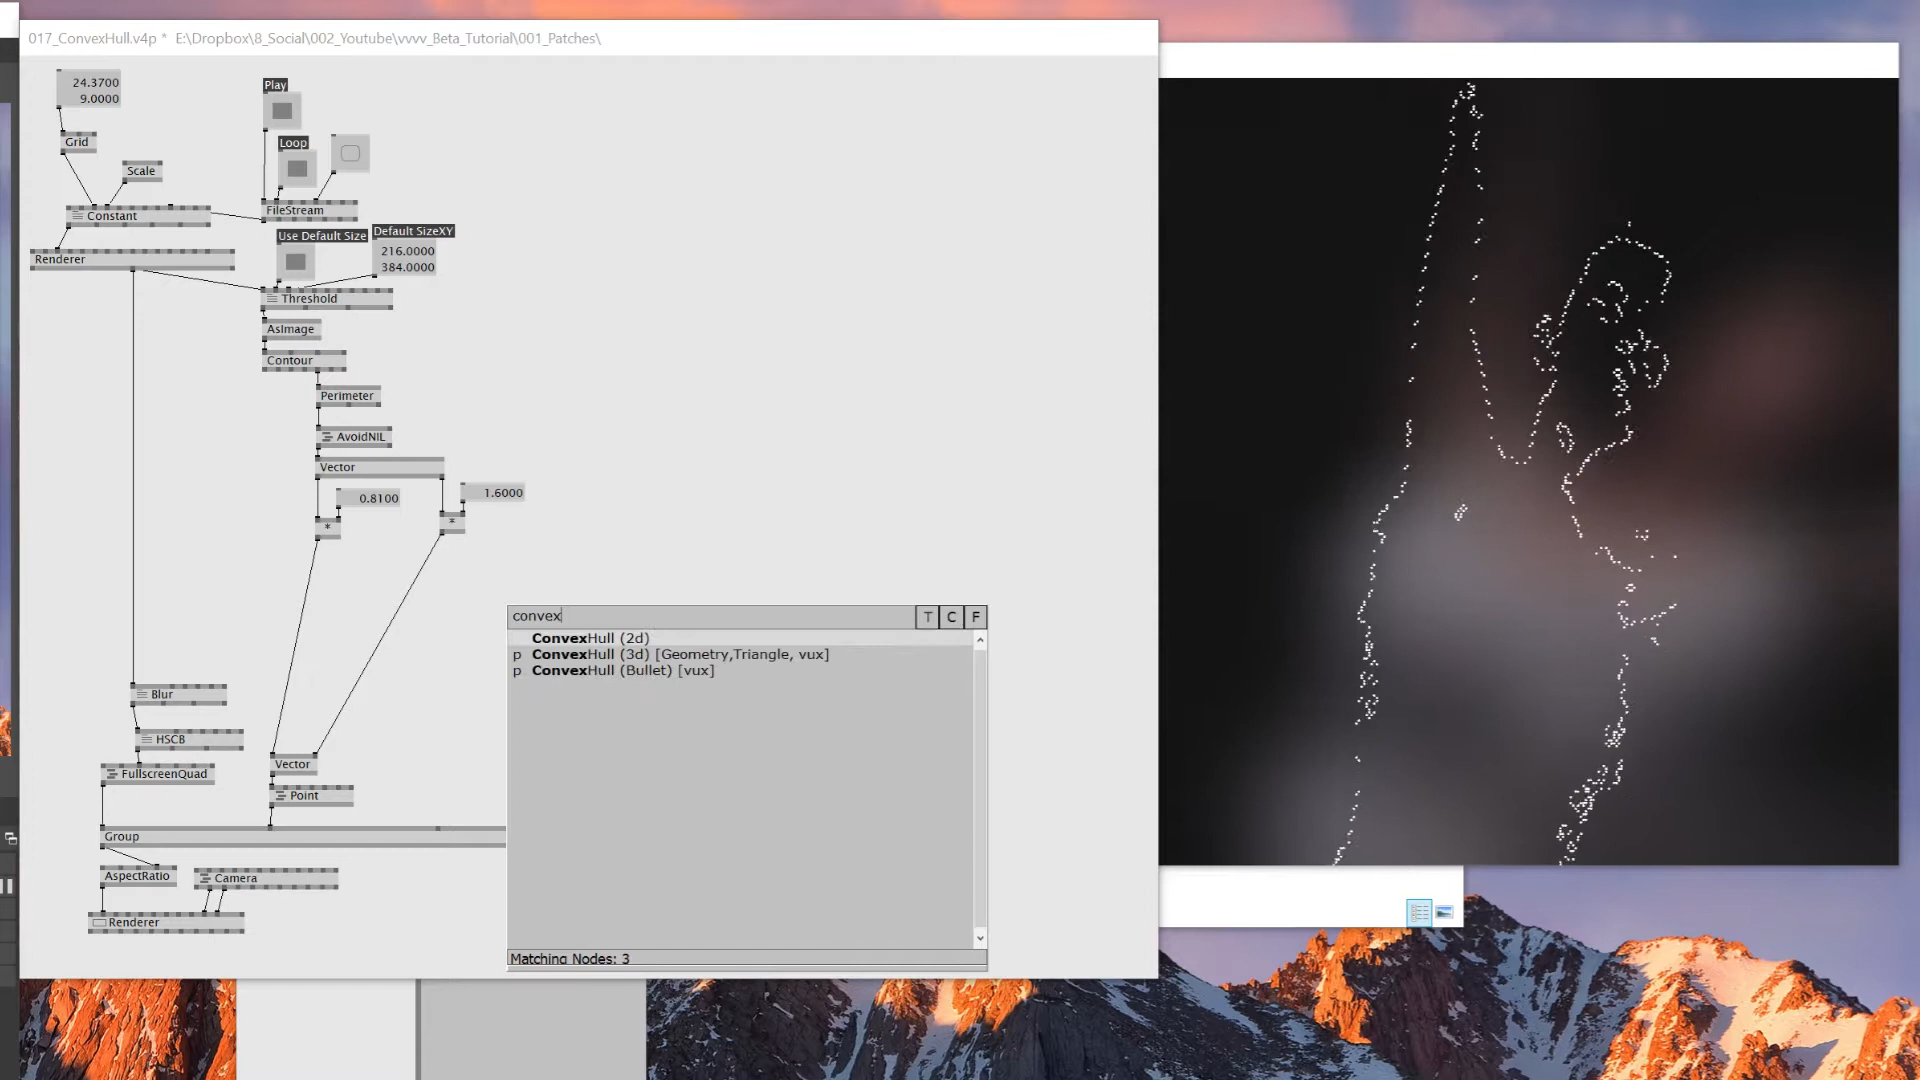 017_ConvexHull.v4p *  E:\Dropbox\8_Social\002_Youtube\vvvv_Beta_Tutorial\001_Patches\
24.3700
9.0000
Play
Grid
Loop
Scale
Constant
FileStream
Use Default Size
Default SizeXY
216.0000
384.0000
Renderer
Threshold
AsImage
Contour
Perimeter
AvoidNIL
Vector
0.8100
1.6000
*
*
convex
T C F
ConvexHull (2d)
p ConvexHull (3d) [Geometry,Triangle, vux]
p ConvexHull (Bullet) [vux]
Matching Nodes: 3
Blur
HSCB
FullscreenQuad
Vector
Point
Group
AspectRatio
Camera
Renderer